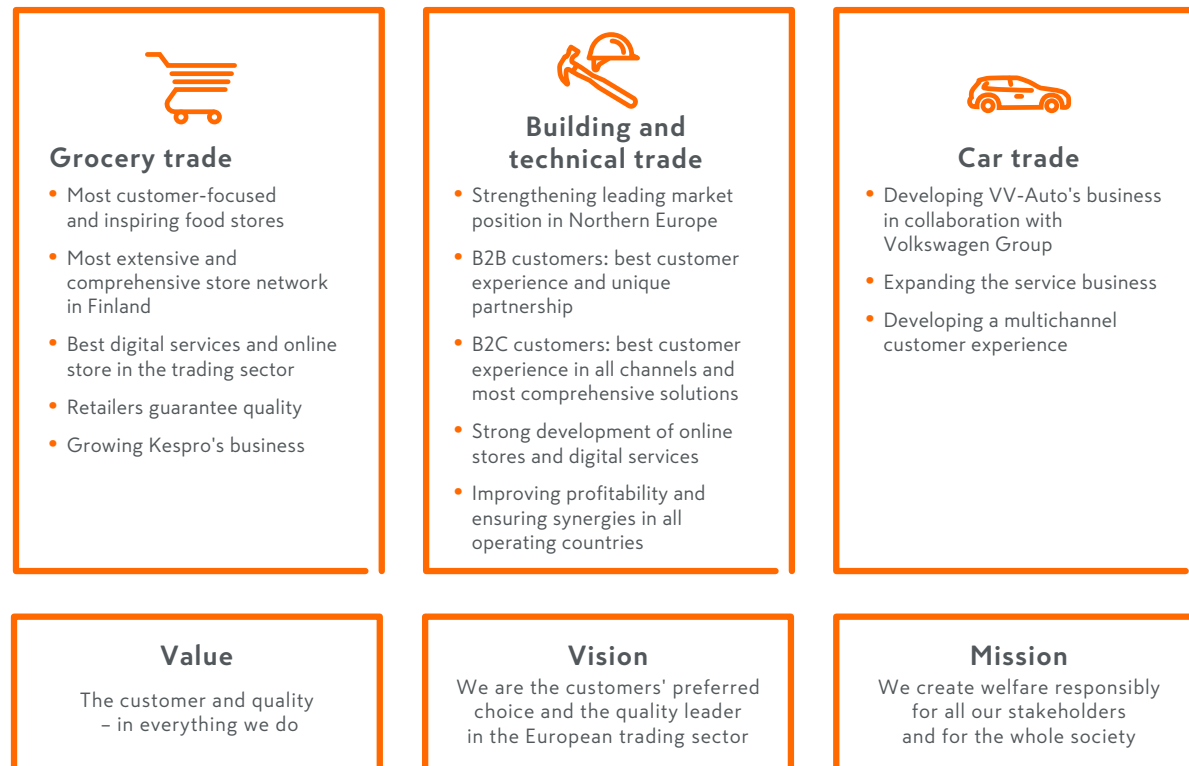 Grocery trade
• Most customer-focused
and inspiring food stores
• Most extensive and
comprehensive store network
in Finland
• Best digital services and online
store in the trading sector
• Retailers guarantee quality
• Growing Kespro's business
Building and
technical trade
• Strengthening leading market
position in Northern Europe
• B2B customers: best customer
experience and unique
partnership
• B2C customers: best customer
experience in all channels and
most comprehensive solutions
• Strong development of online
stores and digital services
• Improving profitability and
ensuring synergies in all
operating countries
Car trade
• Developing VV-Auto's business
in collaboration with
Volkswagen Group
• Expanding the service business
• Developing a multichannel
customer experience
Value
The customer and quality
– in everything we do
Vision
We are the customers' preferred
choice and the quality leader
in the European trading sector
Mission
We create welfare responsibly
for all our stakeholders
and for the whole society